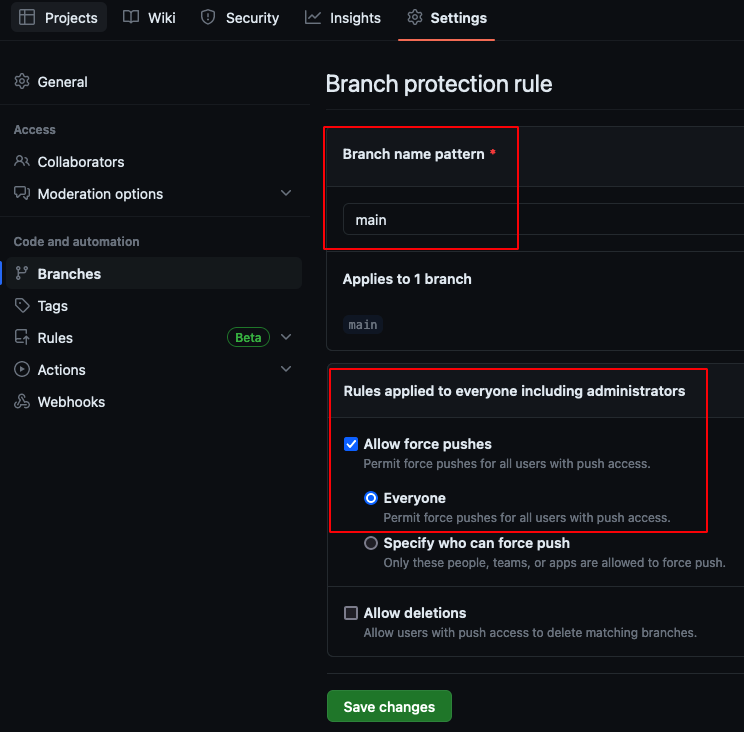 Projects Wiki Security Insights Settings
General
Access
Collaborators
Moderation options
Code and automation
Branches
Tags
Rules Beta
Actions
Webhooks
Branch protection rule
Branch name pattern *
main
Applies to 1 branch
main
Rules applied to everyone including administrators
Allow force pushes
Permit force pushes for all users with push access.
Everyone
Permit force pushes for all users with push access.
Specify who can force push
Only these people, teams, or apps are allowed to force push.
Allow deletions
Allow users with push access to delete matching branches.
Save changes